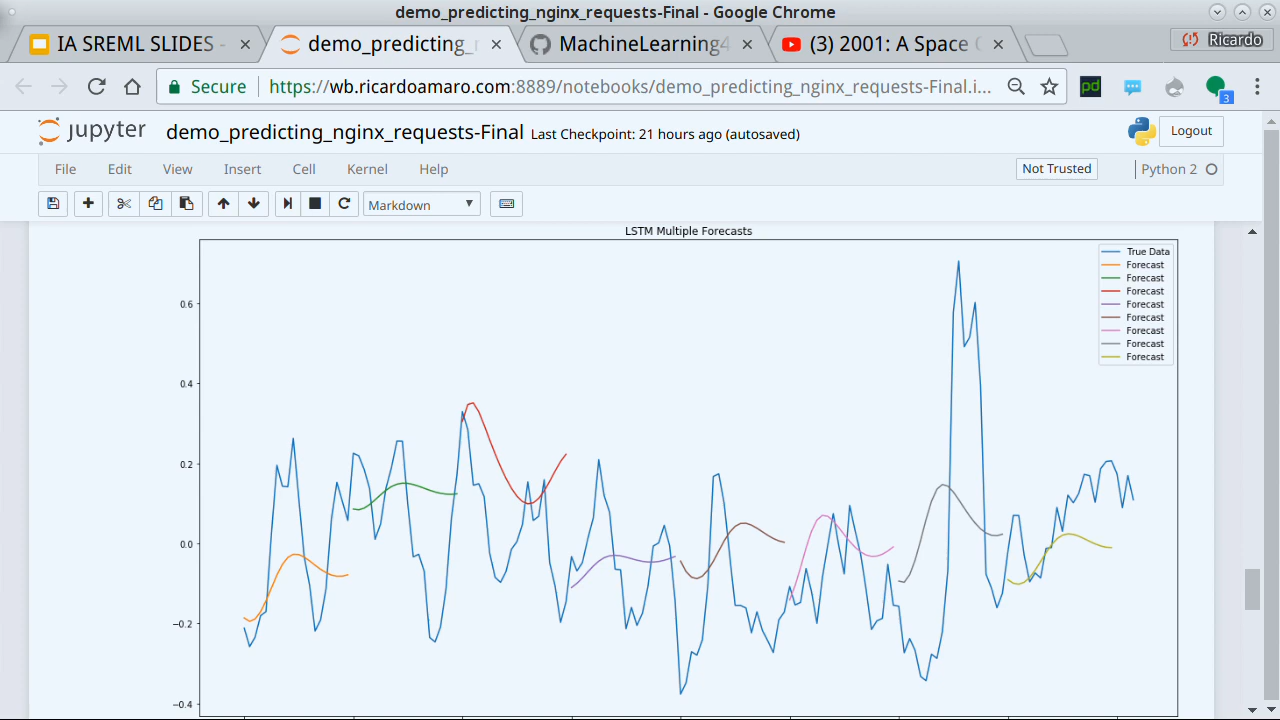 demo_predicting_nginx_requests-Final - Google Chrome
IA SREML SLIDES -
demo_predicting_
MachineLearning4
(3) 2001: A Space
Ricardo
Secure
https://wb.ricardoamaro.com:8889/notebooks/demo_predicting_nginx_requests-Final.i...
pd
3
jupyter
demo_predicting_nginx_requests-Final Last Checkpoint: 21 hours ago (autosaved)
Logout
File Edit View Insert Cell Kernel Help
Not Trusted
Python 2
Markdown
LSTM Multiple Forecasts
True Data
Forecast
Forecast
Forecast
Forecast
Forecast
Forecast
Forecast
Forecast
0.6
0.4
0.2
0.0
−0.2
−0.4